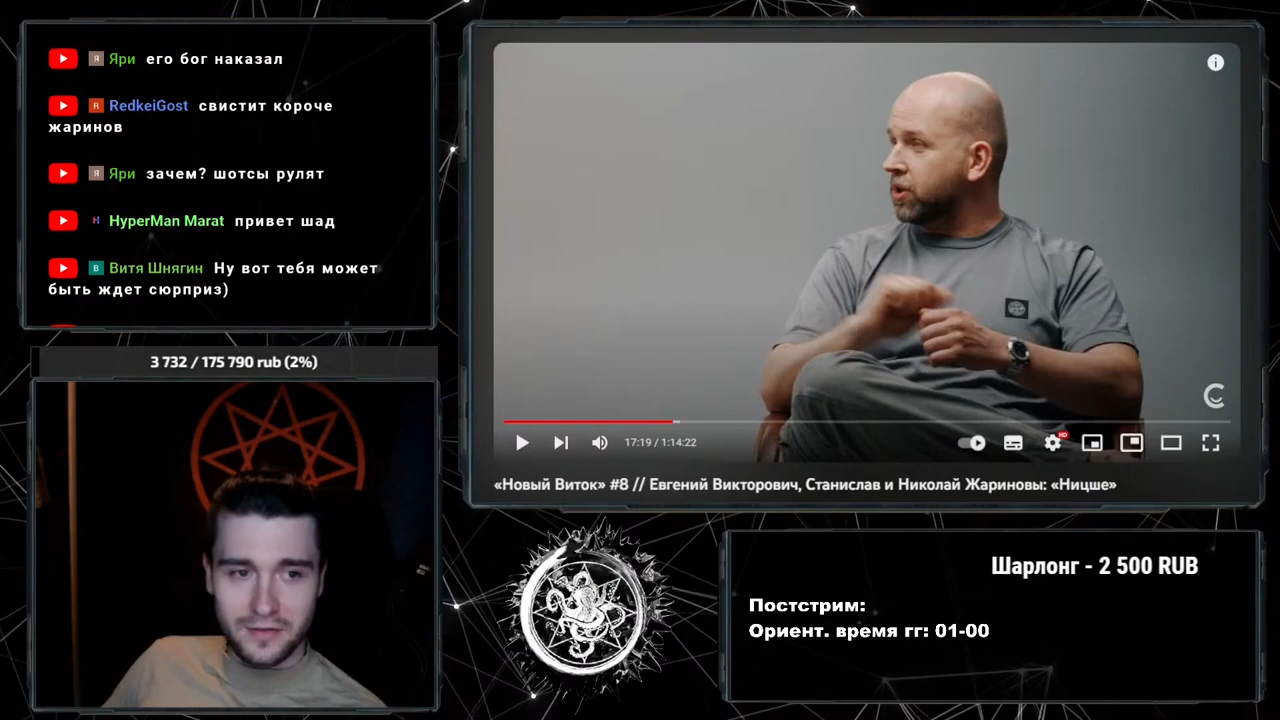 Яри его бог наказал
RedkeiGost свистит короче
жаринов
Яри зачем? шотсы рулят
HyperMan Marat привет шад
Витя Шнягин Ну вот тебя может
быть ждет сюрприз)
3 732 / 175 790 rub (2%)
17:19 / 1:14:22
HD
«Новый Виток» #8 // Евгений Викторович, Станислав и Николай Жариновы: «Ницше»
Шарлонг - 2 500 RUB
Постстрим:
Ориент. время гг: 01-00